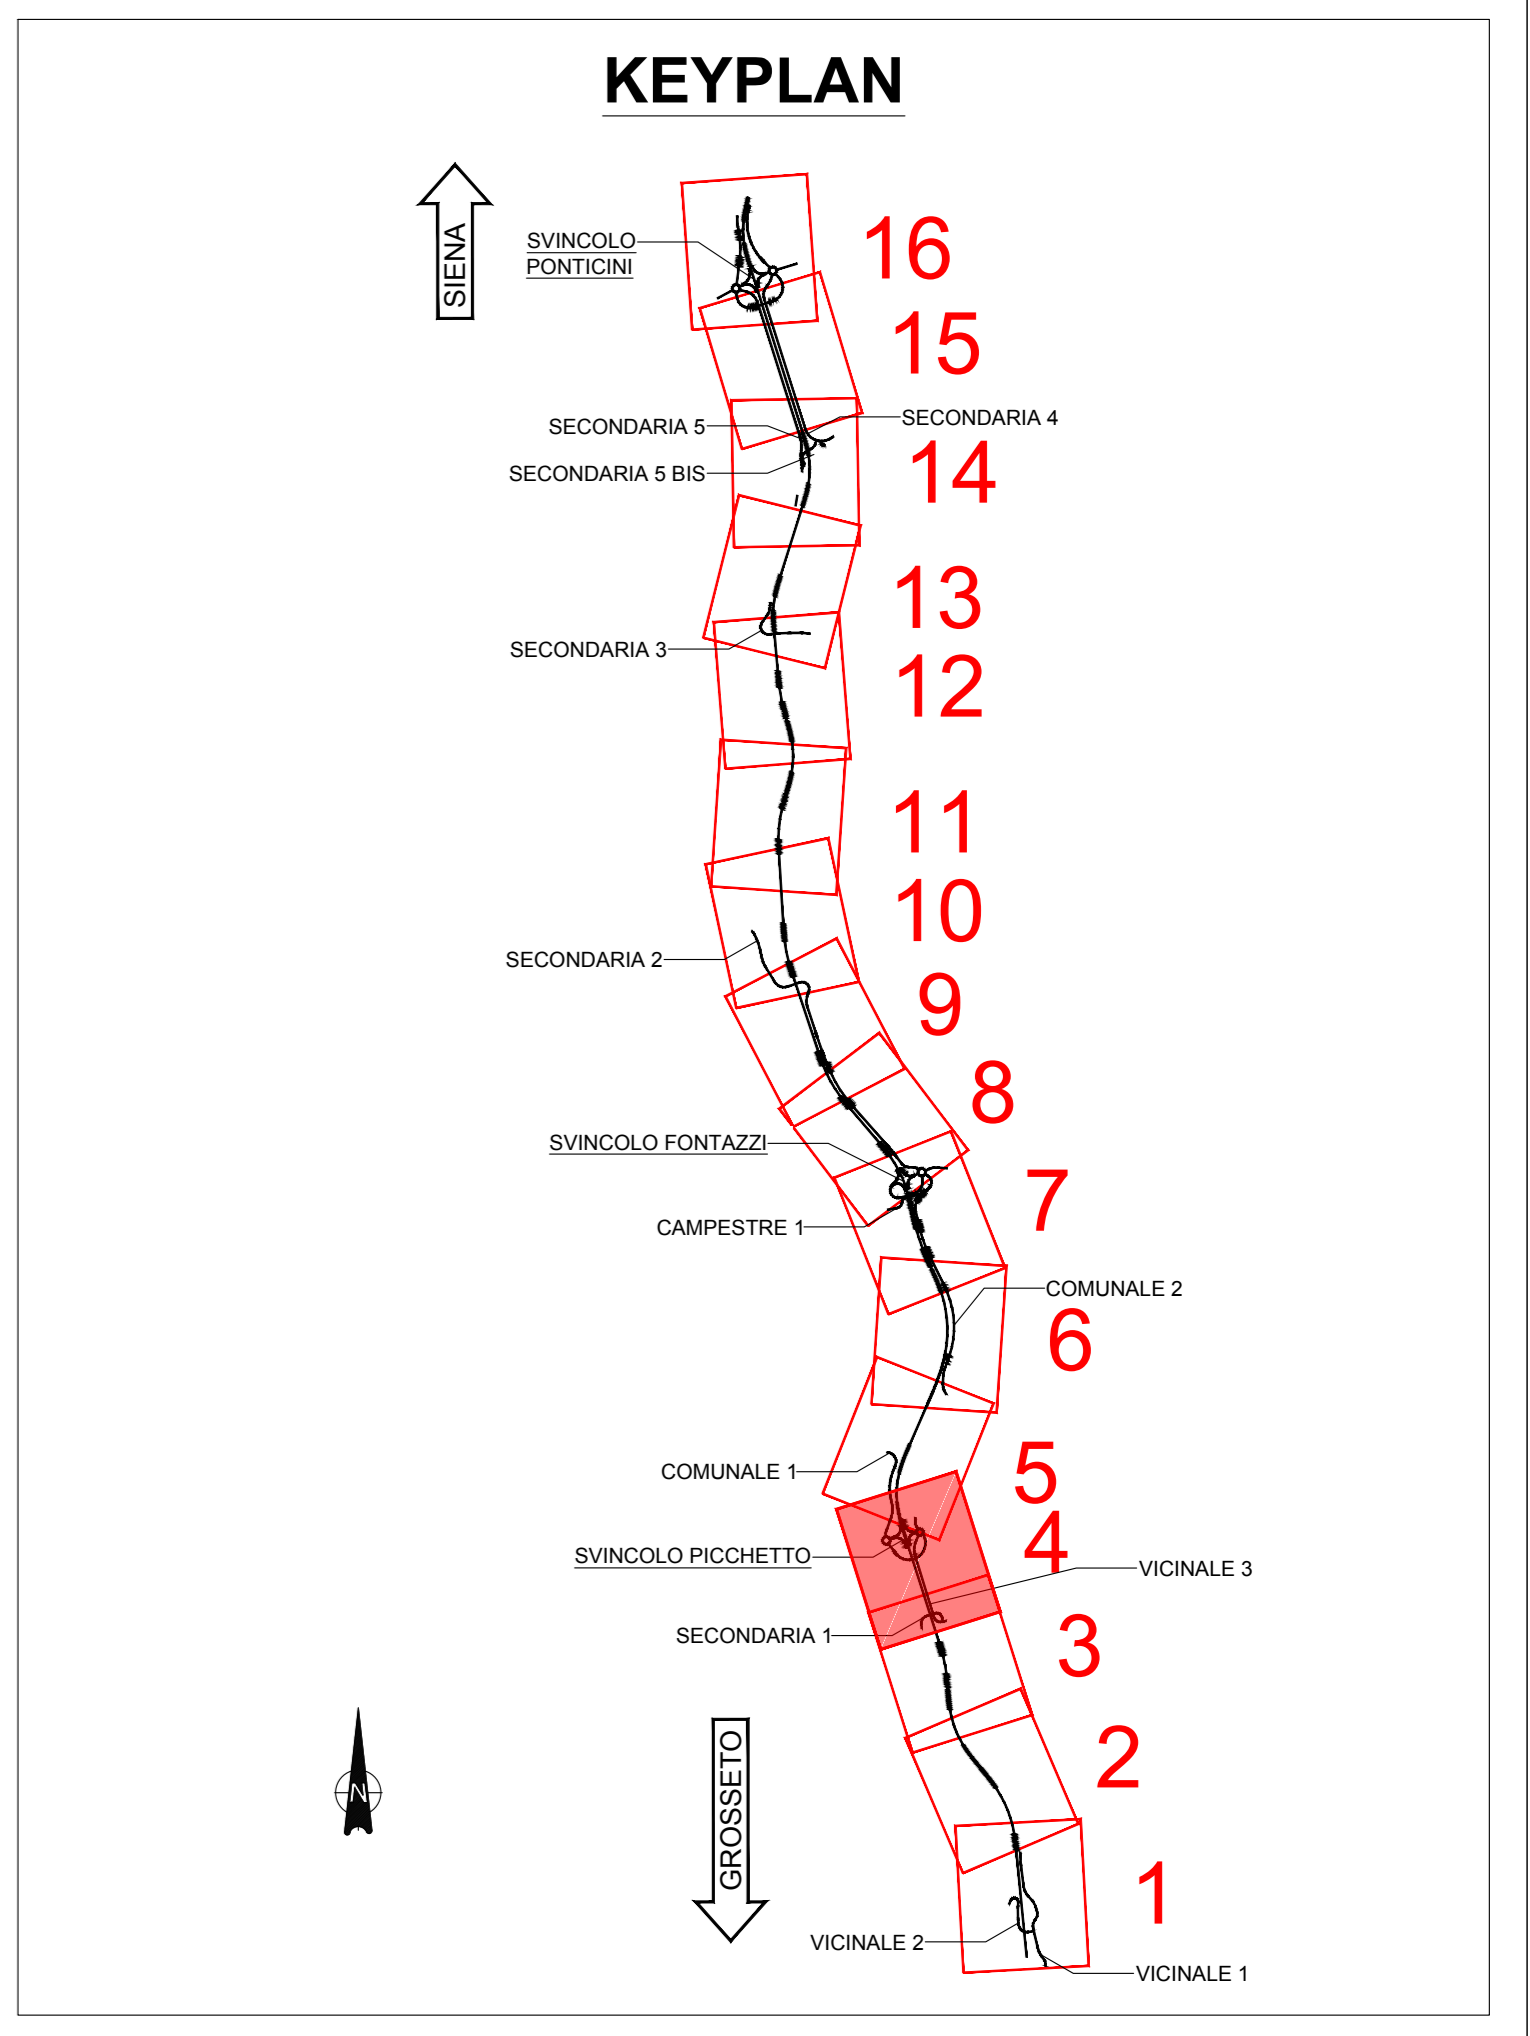 KEYPLAN
SIENA
SVINCOLO
PONTICINI
16
15
SECONDARIA 4
SECONDARIA 5
SECONDARIA 5 BIS
14
13
SECONDARIA 3
12
11
10
SECONDARIA 2
9
8
SVINCOLO FONTAZZI
7
CAMPESTRE 1
COMUNALE 2
6
COMUNALE 1
5
4
SVINCOLO PICCHETTO
VICINALE 3
SECONDARIA 1
3
2
N
GROSSETO
1
VICINALE 2
VICINALE 1